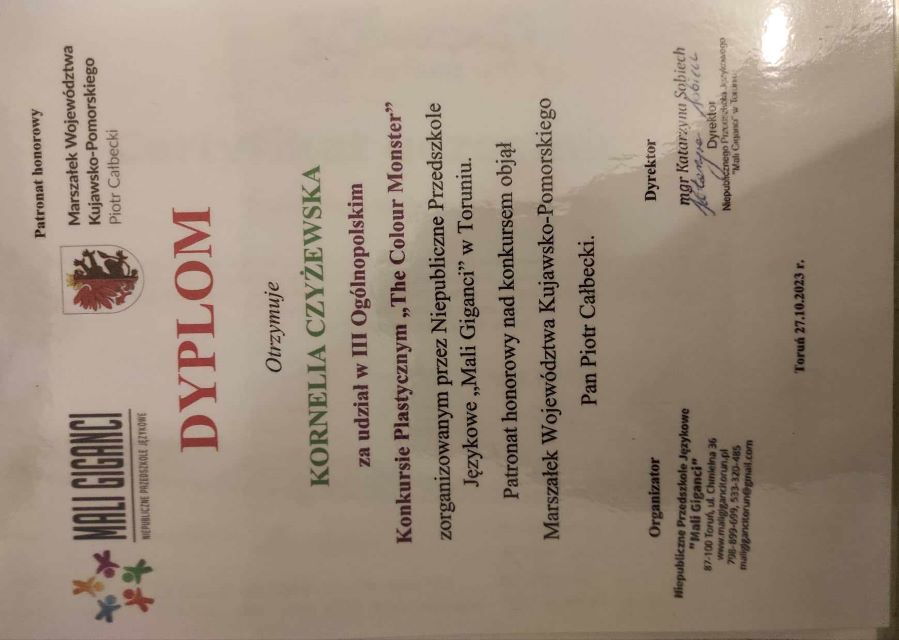 MALI GIGANCI
NIEPUBLICZNE PRZEDSZKOLE JĘZYKOWE
Patronat honorowy
Marszałek Województwa
Kujawsko-Pomorskiego
Piotr Całbecki
DYPLOM
Otrzymuje
KORNELIA CZYŻEWSKA
za udział w III Ogólnopolskim
Konkursie Plastycznym „The Colour Monster”
zorganizowanym przez Niepubliczne Przedszkole
Językowe „Mali Giganci” w Toruniu.
Patronat honorowy nad konkursem objął
Marszałek Województwa Kujawsko-Pomorskiego
Pan Piotr Całbecki.
Organizator
Niepubliczne Przedszkole Językowe
"Mali Giganci"
87-100 Toruń, ul. Chmielna 36
www.maligigancitorun.pl
798-899-699, 533-320-485
maligigancitorun@gmail.com
Dyrektor
mgr Katarzyna Sobiech
Katarzyna Sobiech
Dyrektor
Niepublicznego Przedszkola Językowego
"Mali Giganci" w Toruniu
Toruń 27.10.2023 r.